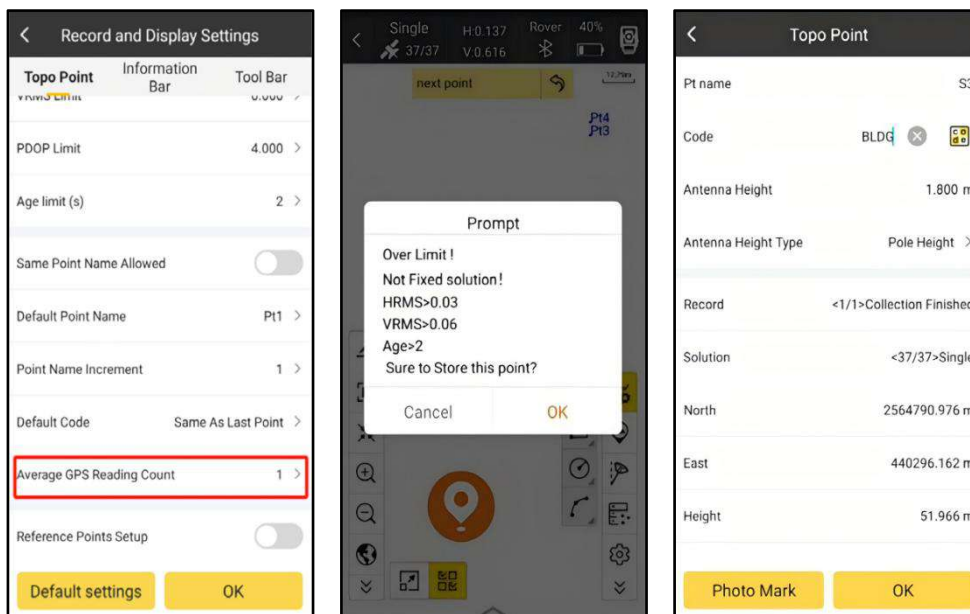 Record and Display Settings
Topo Point
Information Bar
Tool Bar
VRMS Limit
0.060
PDOP Limit
4.000
Age limit (s)
2
Same Point Name Allowed
Default Point Name
Pt1
Point Name Increment
1
Default Code
Same As Last Point
Average GPS Reading Count
1
Reference Points Setup
Default settings
OK
Single
H:0.137
Rover
40%
37/37
V:0.616
next point
Pt4
Pt3
Prompt
Over Limit !
Not Fixed solution!
HRMS>0.03
VRMS>0.06
Age>2
Sure to Store this point?
Cancel
OK
Topo Point
Pt name
S3
Code
BLDG
Antenna Height
1.800 m
Antenna Height Type
Pole Height
Record
<1/1>Collection Finished
Solution
<37/37>Single
North
2564790.976 m
East
440296.162 m
Height
51.966 m
Photo Mark
OK